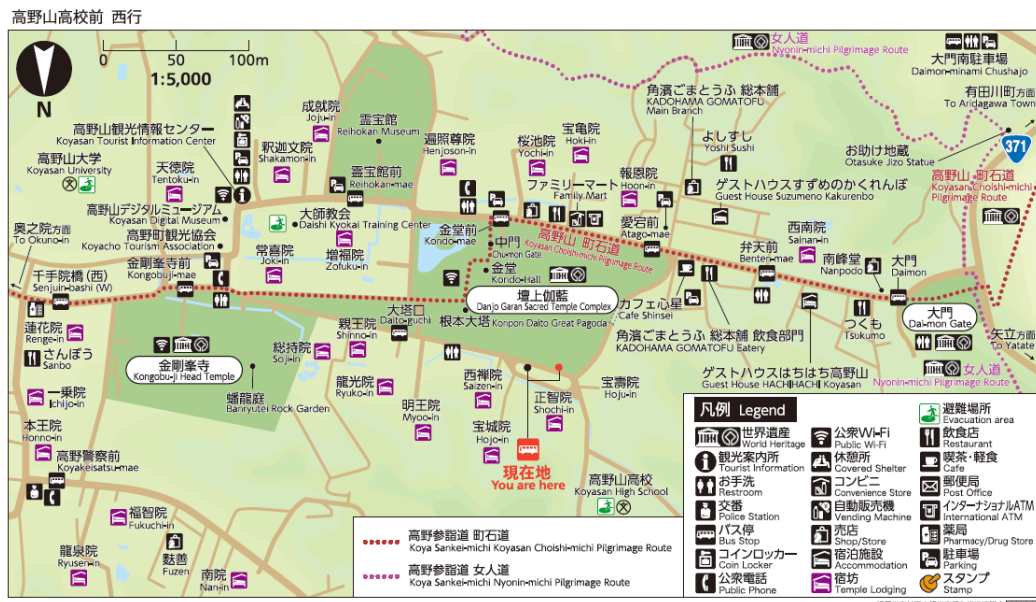 高野山高校前 西行
N
0 50 100m
1:5,000
女人道
Nyonin-michi Pilgrimage Route
大門南駐車場
Daimon-minami Chushajo
有田川町方面
To Aridagawa Town
371
お助け地蔵
Otasuke Jizo Statue
高野山 町石道
Koyasan Choishi-michi
Pilgrimage Route
角濱ごまとうふ 総本舗
KADOHAMA GOMATOFU
Main Branch
よしずし
Yoshi Sushi
ゲストハウスすずめのかくれんぼ
Guest House Suzumeno Kakurenbo
成就院
Joju-in
霊宝館
Reihokan Museum
遍照尊院
Henjoson-in
桜池院
Yochi-in
宝亀院
Hoki-in
報恩院
Hoon-in
ファミリーマート
Family Mart
高野山観光情報センター
Koyasan Tourist Information Center
釈迦文院
Shakamon-in
高野山大学
Koyasan University
天徳院
Tentoku-in
霊宝館前
Reihokan-mae
高野山デジタルミュージアム
Koyasan Digital Museum
大師教会
Daishi Kyokai Training Center
金堂前
Kondo-mae
中門
Chu-mon Gate
高野山 町石道
Koyasan Choishi-michi Pilgrimage Route
愛宕前
Atago-mae
弁天前
Benten-mae
西南院
Sainan-in
南峰堂
Nanpodo
大門
Daimon
奥之院方面
To Okuno-in
高野町観光協会
Koyacho Tourism Association
常喜院
Joki-in
増福院
Zofuku-in
金堂
Kondo-Hall
千手院橋（西）
Senjuin-bashi (W)
金剛峯寺前
Kongobuji-mae
壇上伽藍
Danjo Garan Sacred Temple Complex
カフェ心星
Cafe Shinsei
大門
Dai-mon Gate
つくも
Tsukumo
矢立方面
To Yatate
蓮花院
Renge-in
さんぼう
Sanbo
大塔口
Daito-guchi
根本大塔
Konpon Daito Great Pagoda
親王院
Shinno-in
総持院
Soji-in
角濱ごまとうふ 総本舗 飲食部門
KADOHAMA GOMATOFU Eatery
金剛峯寺
Kongobu-ji Head Temple
ゲストハウスはちはち高野山
Guest House HACHIHACHI Koyasan
女人道
Nyonin-michi Pilgrimage Route
一乗院
Ichijo-in
蟠龍庭
Banryutei Rock Garden
龍光院
Ryuko-in
西禅院
Saizen-in
正智院
Shochi-in
宝壽院
Hoju-in
明王院
Myoo-in
宝城院
Hojo-in
本王院
Honno-in
高野警察前
Koyakeisatsu-mae
現在地
You are here
高野山高校
Koyasan High School
福智院
Fukuchi-in
龍泉院
Ryusen-in
麩善
Fuzen
南院
Nan-in
高野参詣道 町石道
Koya Sankei-michi Koyasan Choishi-michi Pilgrimage Route
高野参詣道 女人道
Koya Sankei-michi Nyonin-michi Pilgrimage Route
凡例 Legend
世界遺産
World Heritage
観光案内所
Tourist Information
お手洗
Restroom
交番
Police Station
バス停
Bus Stop
コインロッカー
Coin Locker
公衆電話
Public Phone
公衆Wi-Fi
Public Wi-Fi
休憩所
Covered Shelter
コンビニ
Convenience Store
自動販売機
Vending Machine
売店
Shop/Store
宿泊施設
Accommodation
宿坊
Temple Lodging
避難場所
Evacuation area
飲食店
Restaurant
喫茶・軽食
Cafe
郵便局
Post Office
インターナショナルATM
International ATM
薬局
Pharmacy/Drug Store
駐車場
Parking
スタンプ
Stamp